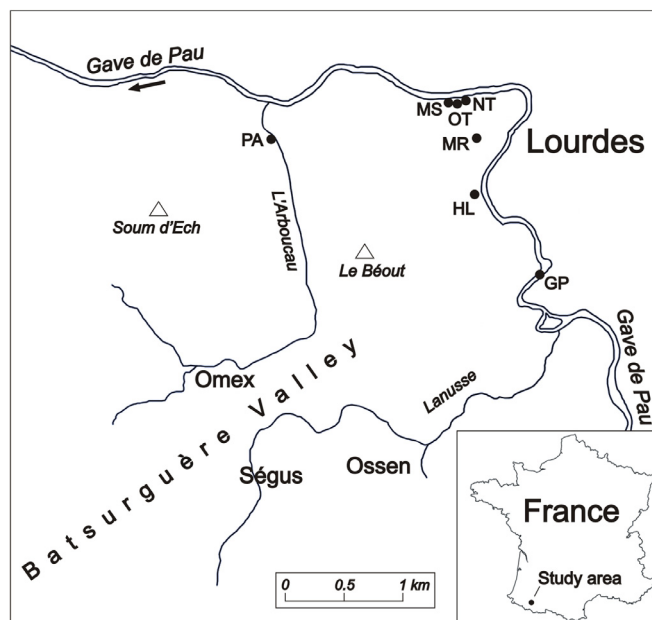 Gave de Pau
MS
OT
NT
MR
Lourdes
PA
HL
L'Arboucau
Soum d'Ech
Le Béout
GP
Gave de Pau
Omex
Batsurguère Valley
Lanusse
Ségus
Ossen
France
Study area
0 0.5 1 km